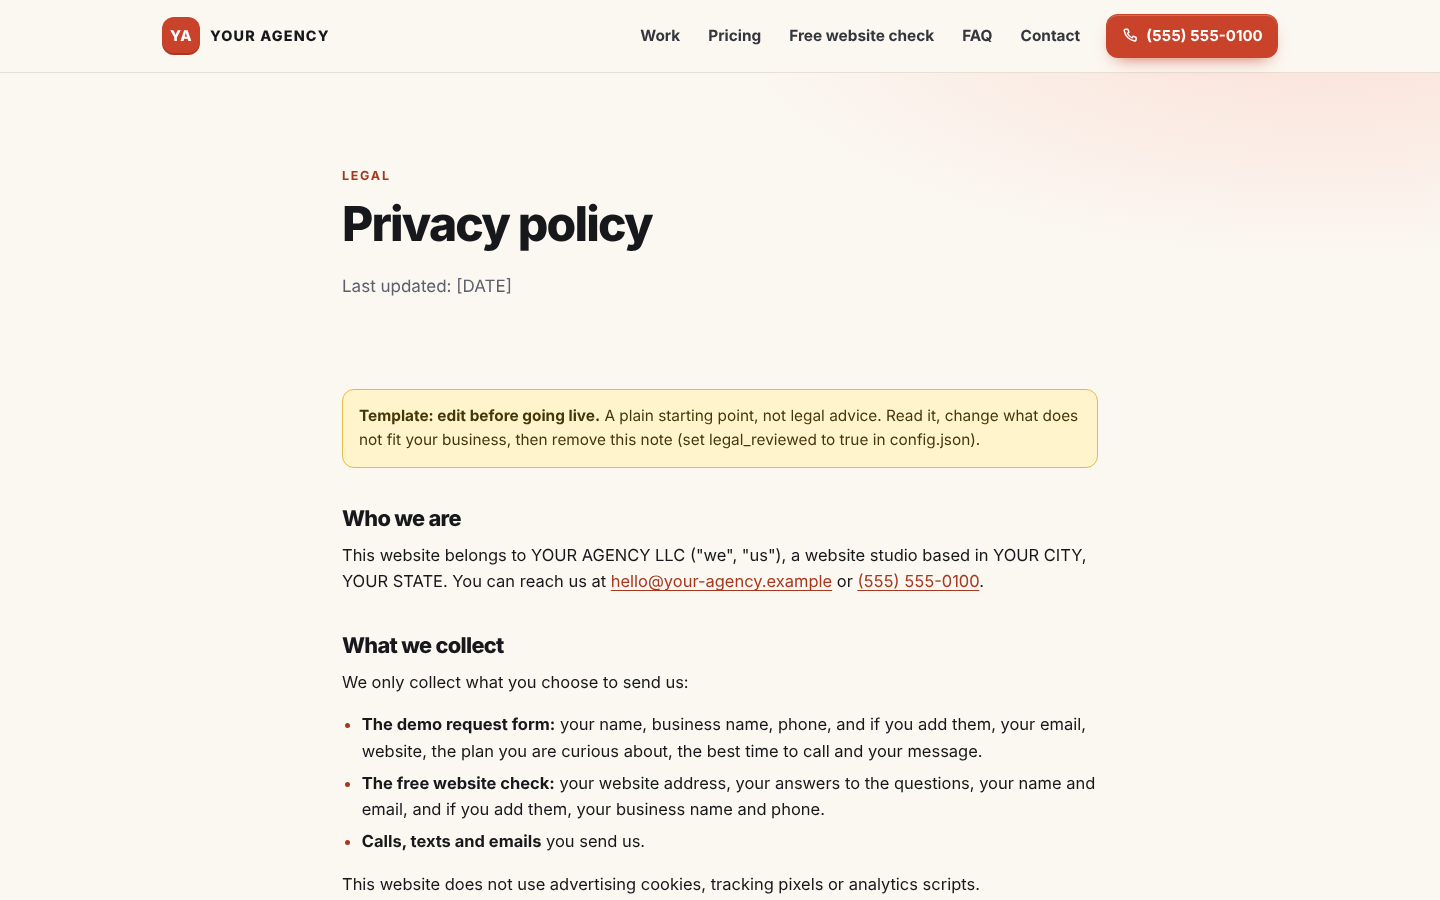 YA YOUR AGENCY Work Pricing Free website check FAQ Contact (555) 555-0100
LEGAL
Privacy policy
Last updated: [DATE]
Template: edit before going live. A plain starting point, not legal advice. Read it, change what does
not fit your business, then remove this note (set legal_reviewed to true in config.json).
Who we are
This website belongs to YOUR AGENCY LLC ("we", "us"), a website studio based in YOUR CITY,
YOUR STATE. You can reach us at hello@your-agency.example or (555) 555-0100.
What we collect
We only collect what you choose to send us:
• The demo request form: your name, business name, phone, and if you add them, your email,
website, the plan you are curious about, the best time to call and your message.
• The free website check: your website address, your answers to the questions, your name and
email, and if you add them, your business name and phone.
• Calls, texts and emails you send us.
This website does not use advertising cookies, tracking pixels or analytics scripts.